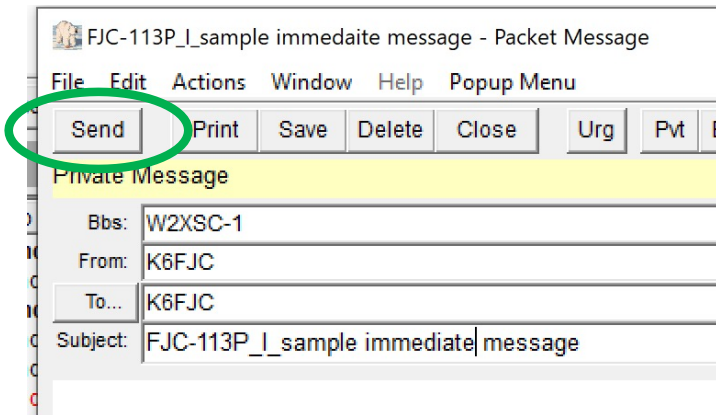 FJC-113P_I_sample immedaite message - Packet Message
File Edit Actions Window Help Popup Menu
Send Print Save Delete Close Urg Pvt
Private Message
Bbs: W2XSC-1
From: K6FJC
To... K6FJC
Subject: FJC-113P_I_sample immediate message